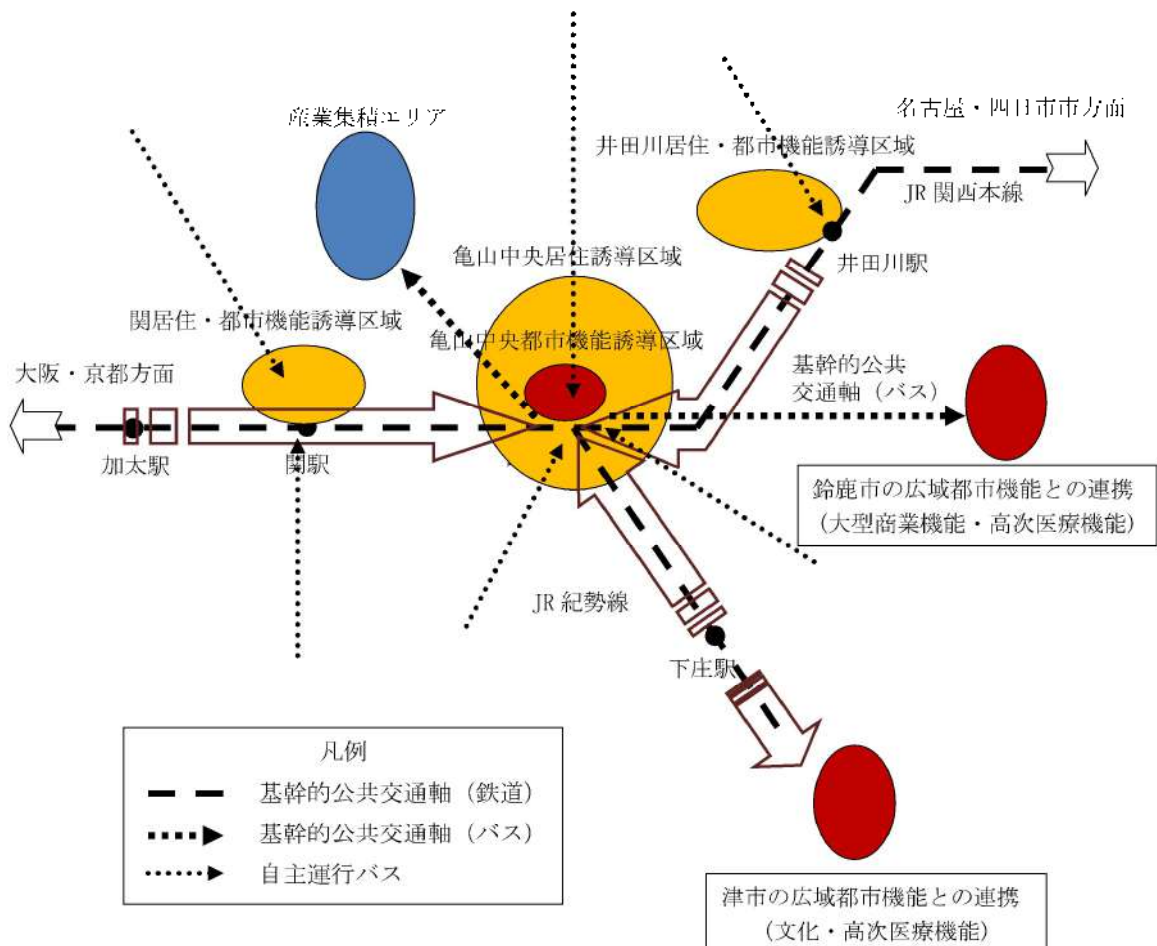 産業集積エリア
名古屋・四日市市方面
井田川居住・都市機能誘導区域
JR 関西本線
井田川駅
亀山中央居住誘導区域
関居住・都市機能誘導区域
亀山中央都市機能誘導区域
大阪・京都方面
基幹的公共
交通軸（バス）
加太駅
関駅
鈴鹿市の広域都市機能との連携
（大型商業機能・高次医療機能）
JR 紀勢線
下庄駅
凡例
基幹的公共交通軸（鉄道）
基幹的公共交通軸（バス）
自主運行バス
津市の広域都市機能との連携
（文化・高次医療機能）